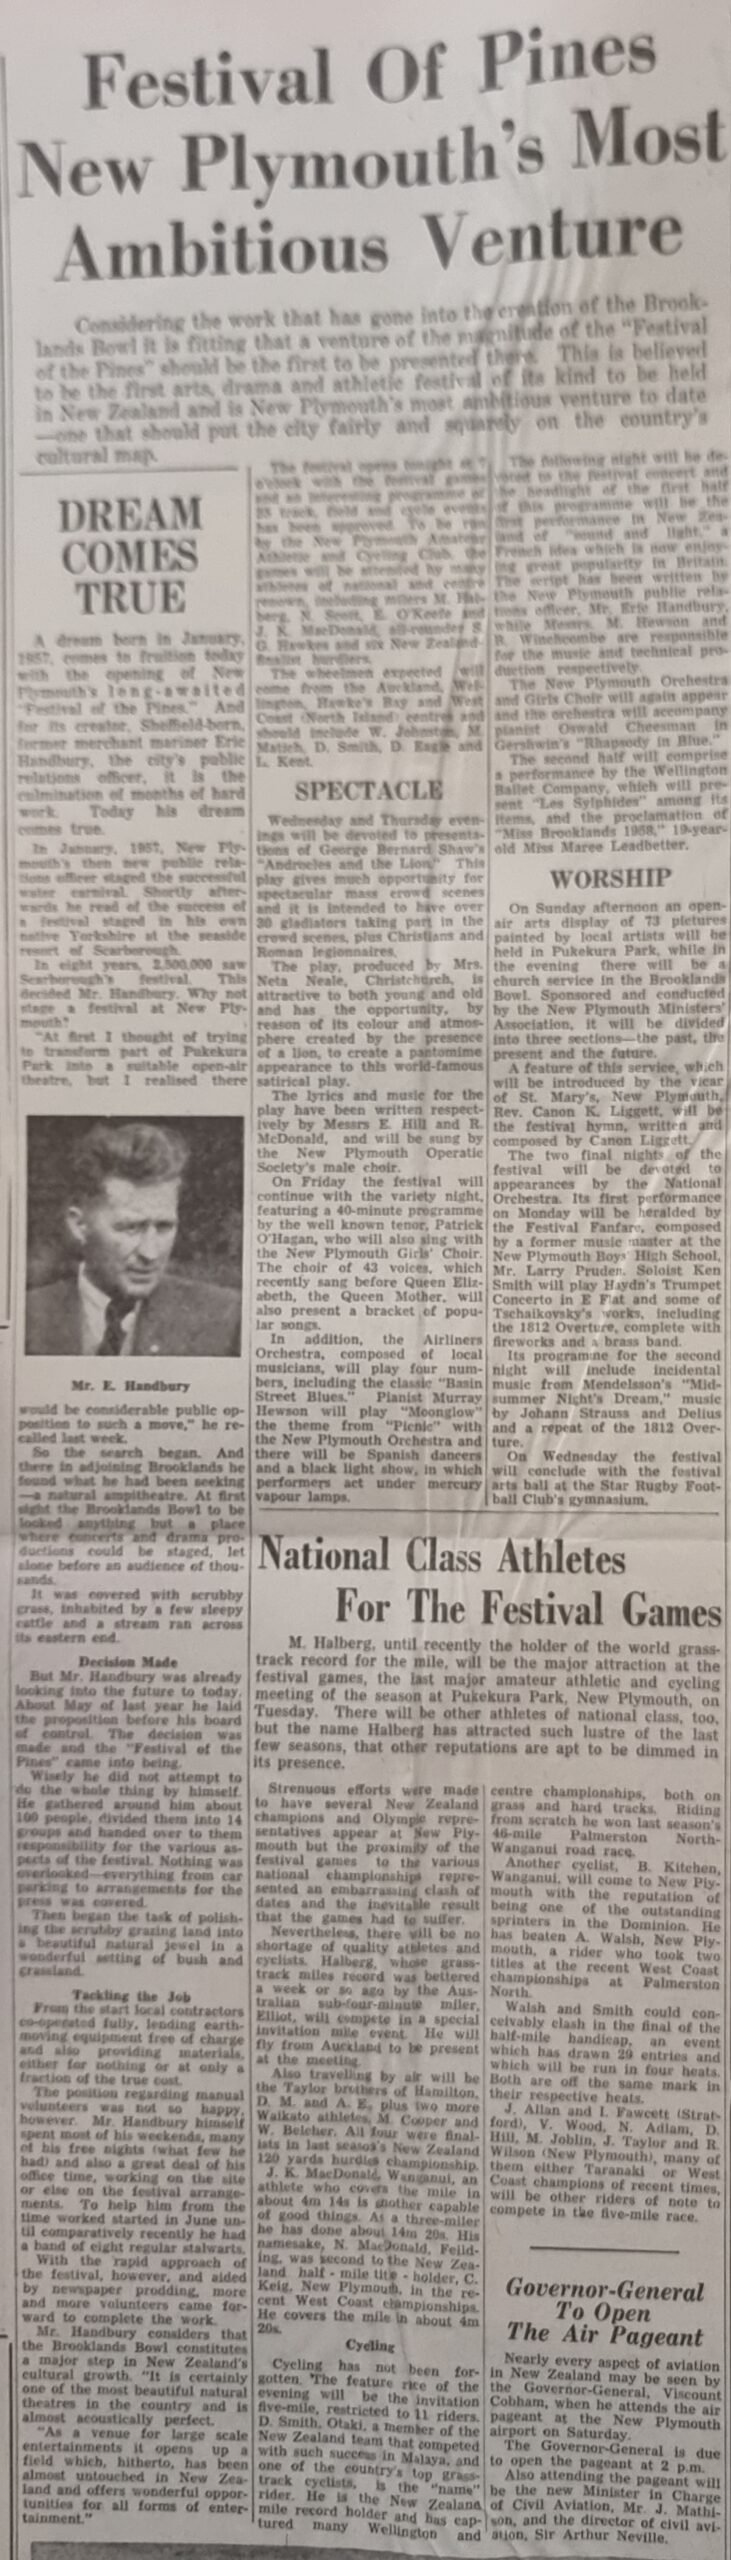 Festival Of Pines
New Plymouth's Most
Ambitious Venture
Considering the work that has gone into the creation of the Brook-
lands Bowl it is fitting that a venture of the magnitude of the "Festival
of the Pines" should be the first to be presented there. This is believed
to be the first arts, drama and athletic festival of its kind to be held
in New Zealand and is New Plymouth's most ambitious venture to date
—one that should put the city fairly and squarely on the country's
cultural map.
DREAM
COMES
TRUE
A dream born in January,
1957, comes to fruition today
with the opening of New
Plymouth's long-awaited
"Festival of the Pines." And
for its creator, Sheffield-born,
former merchant mariner Eric
Handbury, the city's public
relations officer, it is the
culmination of months of hard
work. Today his dream
comes true.
In January, 1957, New Ply-
mouth's then new public rela-
tions officer staged the successful
water carnival. Shortly after-
wards he read of the success of
a festival staged in his own
native Yorkshire at the seaside
resort of Scarborough.
In eight years, 2,500,000 saw
Scarborough's festival. This
decided Mr. Handbury. Why not
stage a festival at New Ply-
mouth?
"At first I thought of trying
to transform part of Pukekura
Park into a suitable open-air
theatre, but I realised there
Mr. E. Handbury
would be considerable public op-
position to such a move," he re-
called last week.
So the search began. And
there in adjoining Brooklands he
found what he had been seeking
—a natural ampitheatre. At first
sight the Brooklands Bowl to be
looked anything but a place
where concerts and drama pro-
ductions could be staged, let
alone before an audience of thou-
sands.
It was covered with scrubby
grass, inhabited by a few sleepy
cattle and a stream ran across
its eastern end.
Decision Made
But Mr. Handbury was already
looking into the future to today.
About May of last year he laid
the proposition before his board
of control. The decision was
made and the "Festival of the
Pines" came into being.
Wisely he did not attempt to
do the whole thing by himself.
He gathered around him about
100 people, divided them into 14
groups and handed over to them
responsibility for the various as-
pects of the festival. Nothing was
overlooked—everything from car
parking to arrangements for the
press was covered.
Then began the task of polish-
ing the scrubby grazing land into
a beautiful natural jewel in a
wonderful setting of bush and
grassland.
Tackling the Job
From the start local contractors
co-operated fully, lending earth-
moving equipment free of charge
and also providing materials,
either for nothing or at only a
fraction of the true cost.
The position regarding manual
volunteers was not so happy,
however. Mr. Handbury himself
spent most of his weekends, many
of his free nights (what few he
had) and also a great deal of his
office time, working on the site
or else on the festival arrange-
ments. To help him from the
time worked started in June un-
til comparatively recently he had
a band of eight regular stalwarts.
With the rapid approach of
the festival, however, and aided
by newspaper prodding, more
and more volunteers came for-
ward to complete the work.
Mr. Handbury considers that
the Brooklands Bowl constitutes
a major step in New Zealand's
cultural growth. "It is certainly
one of the most beautiful natural
theatres in the country and is
almost acoustically perfect.
"As a venue for large scale
entertainments it opens up a
field which, hitherto, has been
almost untouched in New Zea-
land and offers wonderful oppor-
tunities for all forms of enter-
tainment."
The festival opens tonight at 7
o'clock with the festival games
and an interesting programme of
23 track, field and cycle events
has been approved. To be run
by the New Plymouth Amateur
Athletic and Cycling Club, the
games will be attended by many
athletes of national and centre
renown, including milers M. Hal-
berg, N. Scott, E. O'Keefe and
J. K. MacDonald, all-rounder S.
G. Hawkes and six New Zealand-
finalist hurdlers.
The wheelmen expected will
come from the Auckland, Wel-
lington, Hawke's Bay and West
Coast (North Island) centres and
should include W. Johnston, M.
Matich, D. Smith, D. Eagle and
L. Kent.
SPECTACLE
Wednesday and Thursday even-
ings will be devoted to presenta-
tions of George Bernard Shaw's
"Androcles and the Lion." This
play gives much opportunity for
spectacular mass crowd scenes
and it is intended to have over
30 gladiators taking part in the
crowd scenes, plus Christians and
Roman legionnaires.
The play, produced by Mrs.
Neta Neale, Christchurch, is
attractive to both young and old
and has the opportunity, by
reason of its colour and atmos-
phere created by the presence
of a lion, to create a pantomime
appearance to this world-famous
satirical play.
The lyrics and music for the
play have been written respect-
ively by Messrs E. Hill and R.
McDonald, and will be sung by
the New Plymouth Operatic
Society's male choir.
On Friday the festival will
continue with the variety night,
featuring a 40-minute programme
by the well known tenor, Patrick
O'Hagan, who will also sing with
the New Plymouth Girls' Choir.
The choir of 43 voices, which
recently sang before Queen Eliz-
abeth, the Queen Mother, will
also present a bracket of popu-
lar songs.
In addition, the Airliners
Orchestra, composed of local
musicians, will play four num-
bers, including the classic "Basin
Street Blues." Pianist Murray
Hewson will play "Moonglow"
the theme from "Picnic" with
the New Plymouth Orchestra and
there will be Spanish dancers
and a black light show, in which
performers act under mercury
vapour lamps.
The following night will be de-
voted to the festival concert and
the headlight of the first half
of this programme will be the
first performance in New Zea-
land of "sound and light," a
French idea which is now enjoy-
ing great popularity in Britain.
The script has been written by
the New Plymouth public rela-
tions officer, Mr. Eric Handbury,
while Messrs. M. Hewson and
R. Winchcombe are responsible
for the music and technical pro-
duction respectively.
The New Plymouth Orchestra
and Girls Choir will again appear
and the orchestra will accompany
pianist Oswald Cheesman in
Gershwin's "Rhapsody in Blue."
The second half will comprise
a performance by the Wellington
Ballet Company, which will pre-
sent "Les Sylphides" among its
items, and the proclamation of
"Miss Brooklands 1958," 19-year-
old Miss Maree Leadbetter.
WORSHIP
On Sunday afternoon an open-
air arts display of 73 pictures
painted by local artists will be
held in Pukekura Park, while in
the evening there will be a
church service in the Brooklands
Bowl. Sponsored and conducted
by the New Plymouth Ministers'
Association, it will be divided
into three sections—the past, the
present and the future.
A feature of this service, which
will be introduced by the vicar
of St. Mary's, New Plymouth,
Rev. Canon K. Liggett, will be
the festival hymn, written and
composed by Canon Liggett.
The two final nights of the
festival will be devoted to
appearances by the National
Orchestra. Its first performance
on Monday will be heralded by
the Festival Fanfare, composed
by a former music master at the
New Plymouth Boys' High School,
Mr. Larry Pruden. Soloist Ken
Smith will play Haydn's Trumpet
Concerto in E Flat and some of
Tschaikovsky's works, including
the 1812 Overture, complete with
fireworks and a brass band.
Its programme for the second
night will include incidental
music from Mendelsson's "Mid-
summer Night's Dream," music
by Johann Strauss and Delius
and a repeat of the 1812 Over-
ture.
On Wednesday the festival
will conclude with the festival
arts ball at the Star Rugby Foot-
ball Club's gymnasium.
National Class Athletes
For The Festival Games
M. Halberg, until recently the holder of the world grass-
track record for the mile, will be the major attraction at the
festival games, the last major amateur athletic and cycling
meeting of the season at Pukekura Park, New Plymouth, on
Tuesday. There will be other athletes of national class, too,
but the name Halberg has attracted such lustre of the last
few seasons, that other reputations are apt to be dimmed in
its presence.
Strenuous efforts were made
to have several New Zealand
champions and Olympic repre-
sentatives appear at New Ply-
mouth but the proximity of the
festival games to the various
national championships repre-
sented an embarrassing clash of
dates and the inevitable result
that the games had to suffer.
Nevertheless, there will be no
shortage of quality athletes and
cyclists. Halberg, whose grass-
track miles record was bettered
a week or so ago by the Aus-
tralian sub-four-minute miler,
Elliot, will compete in a special
invitation mile event. He will
fly from Auckland to be present
at the meeting.
Also travelling by air will be
the Taylor brothers of Hamilton,
D. M. and A. E., plus two more
Waikato athletes, M. Cooper and
W. Belcher. All four were final-
ists in last season's New Zealand
120 yards hurdles championship.
J. K. MacDonald, Wanganui, an
athlete who covers the mile in
about 4m 14s is another capable
of good things. As a three-miler
he has done about 14m 20s. His
namesake, N. MacDonald, Feild-
ing, was second to the New Zea-
land half-mile title-holder, C.
Keig, New Plymouth, in the re-
cent West Coast championships.
He covers the mile in about 4m
20s.
Cycling
Cycling has not been for-
gotten. The feature rice of the
evening will be the invitation
five-mile, restricted to 11 riders.
D. Smith, Otaki, a member of the
New Zealand team that competed
with such success in Malaya, and
one of the country's top grass-
track cyclists, is the "name"
rider. He is the New Zealand
mile record holder and has cap-
tured many Wellington and
centre championships, both on
grass and hard tracks. Riding
from scratch he won last season's
46-mile Palmerston North-
Wanganui road race.
Another cyclist, B. Kitchen,
Wanganui, will come to New Ply-
mouth with the reputation of
being one of the outstanding
sprinters in the Dominion. He
has beaten A. Walsh, New Ply-
mouth, a rider who took two
titles at the recent West Coast
championships at Palmerston
North.
Walsh and Smith could con-
ceivably clash in the final of the
half-mile handicap, an event
which has drawn 29 entries and
which will be run in four heats.
Both are off the same mark in
their respective heats.
J. Allan and I. Fawcett (Strat-
ford), V. Wood, N. Adlam, D.
Hill, M. Joblin, J. Taylor and R.
Wilson (New Plymouth), many of
them either Taranaki or West
Coast champions of recent times,
will be other riders of note to
compete in the five-mile race.
Governor-General
To Open
The Air Pageant
Nearly every aspect of aviation
in New Zealand may be seen by
the Governor-General, Viscount
Cobham, when he attends the air
pageant at the New Plymouth
airport on Saturday.
The Governor-General is due
to open the pageant at 2 p.m.
Also attending the pageant will
be the new Minister in Charge
of Civil Aviation, Mr. J. Mathi-
son, and the director of civil avi-
ation, Sir Arthur Neville.